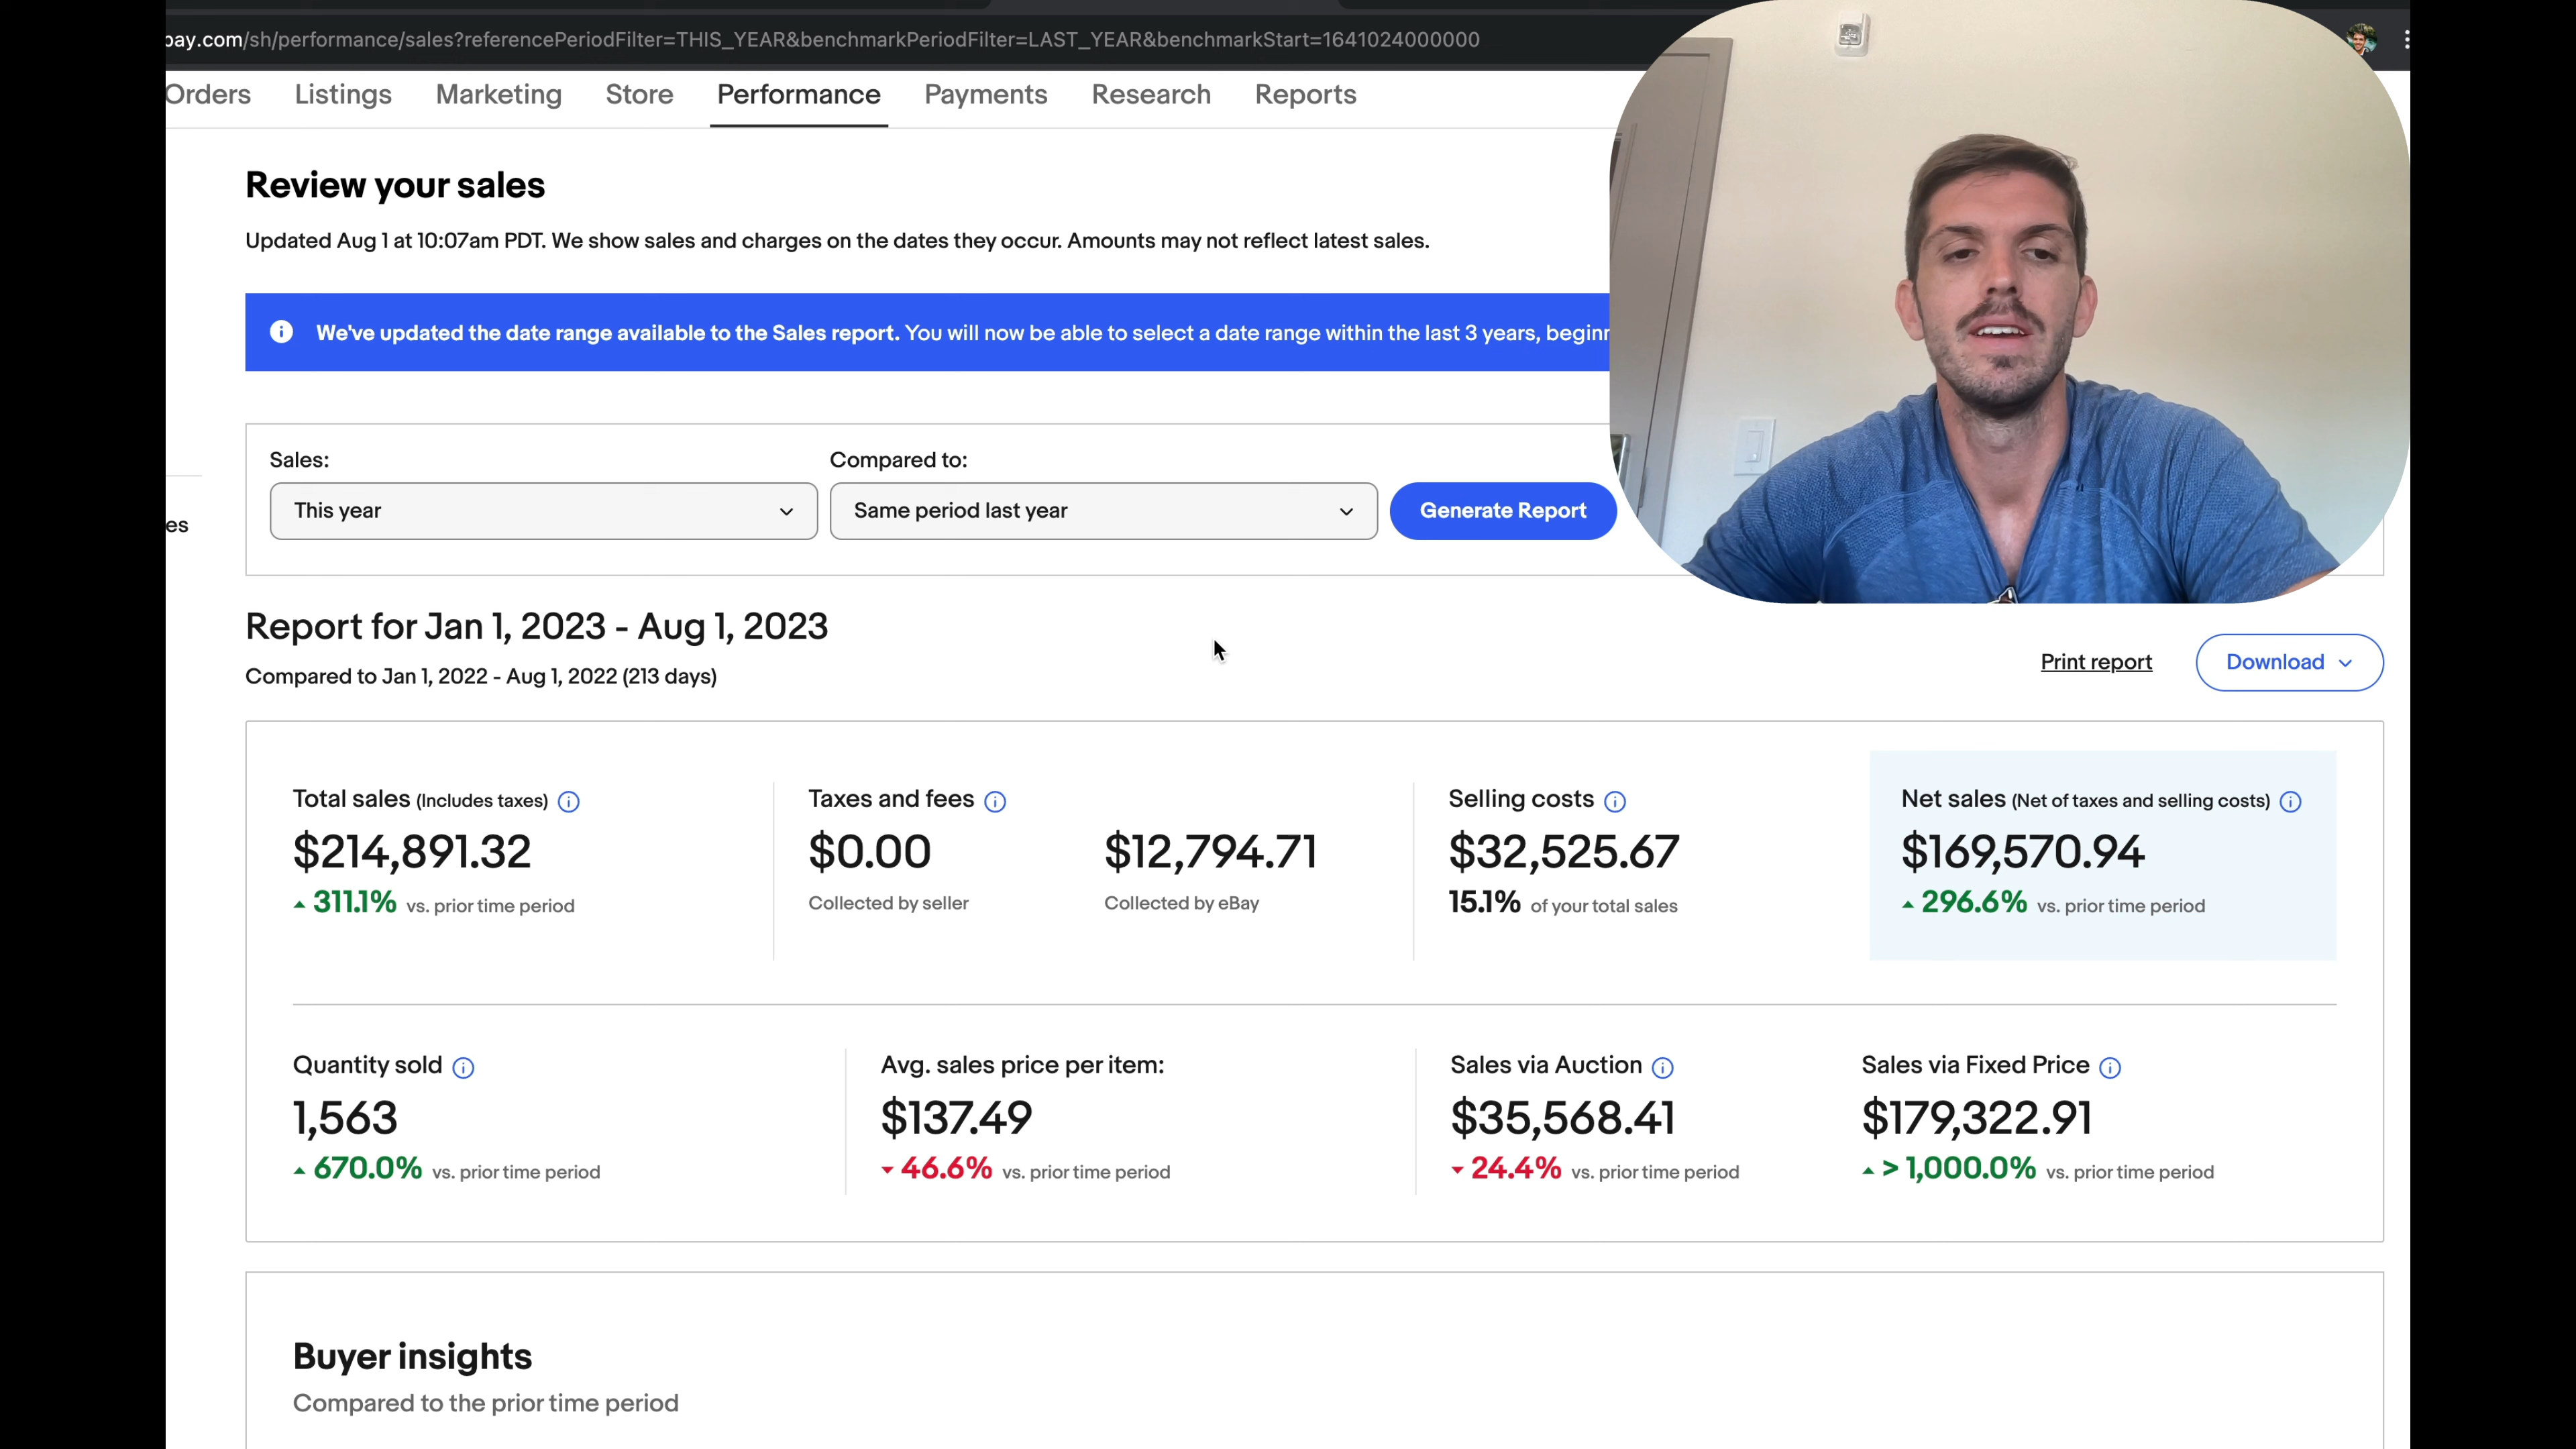 bay.com/sh/performance/sales?referencePeriodFilter=THIS_YEAR&benchmarkPeriodFilter=LAST_YEAR&benchmarkStart=1641024000000
Orders Listings Marketing Store Performance Payments Research Reports
Review your sales
Updated Aug 1 at 10:07am PDT. We show sales and charges on the dates they occur. Amounts may not reflect latest sales.
We've updated the date range available to the Sales report. You will now be able to select a date range within the last 3 years, beginn
Sales: Compared to:
This year Same period last year Generate Report
es
Report for Jan 1, 2023 - Aug 1, 2023
Print report Download
Compared to Jan 1, 2022 - Aug 1, 2022 (213 days)
Total sales (Includes taxes) Taxes and fees Selling costs Net sales (Net of taxes and selling costs)
$214,891.32 $0.00 $12,794.71 $32,525.67 $169,570.94
311.1% vs. prior time period Collected by seller Collected by eBay 15.1% of your total sales 296.6% vs. prior time period
Quantity sold Avg. sales price per item: Sales via Auction Sales via Fixed Price
1,563 $137.49 $35,568.41 $179,322.91
670.0% vs. prior time period 46.6% vs. prior time period 24.4% vs. prior time period > 1,000.0% vs. prior time period
Buyer insights
Compared to the prior time period